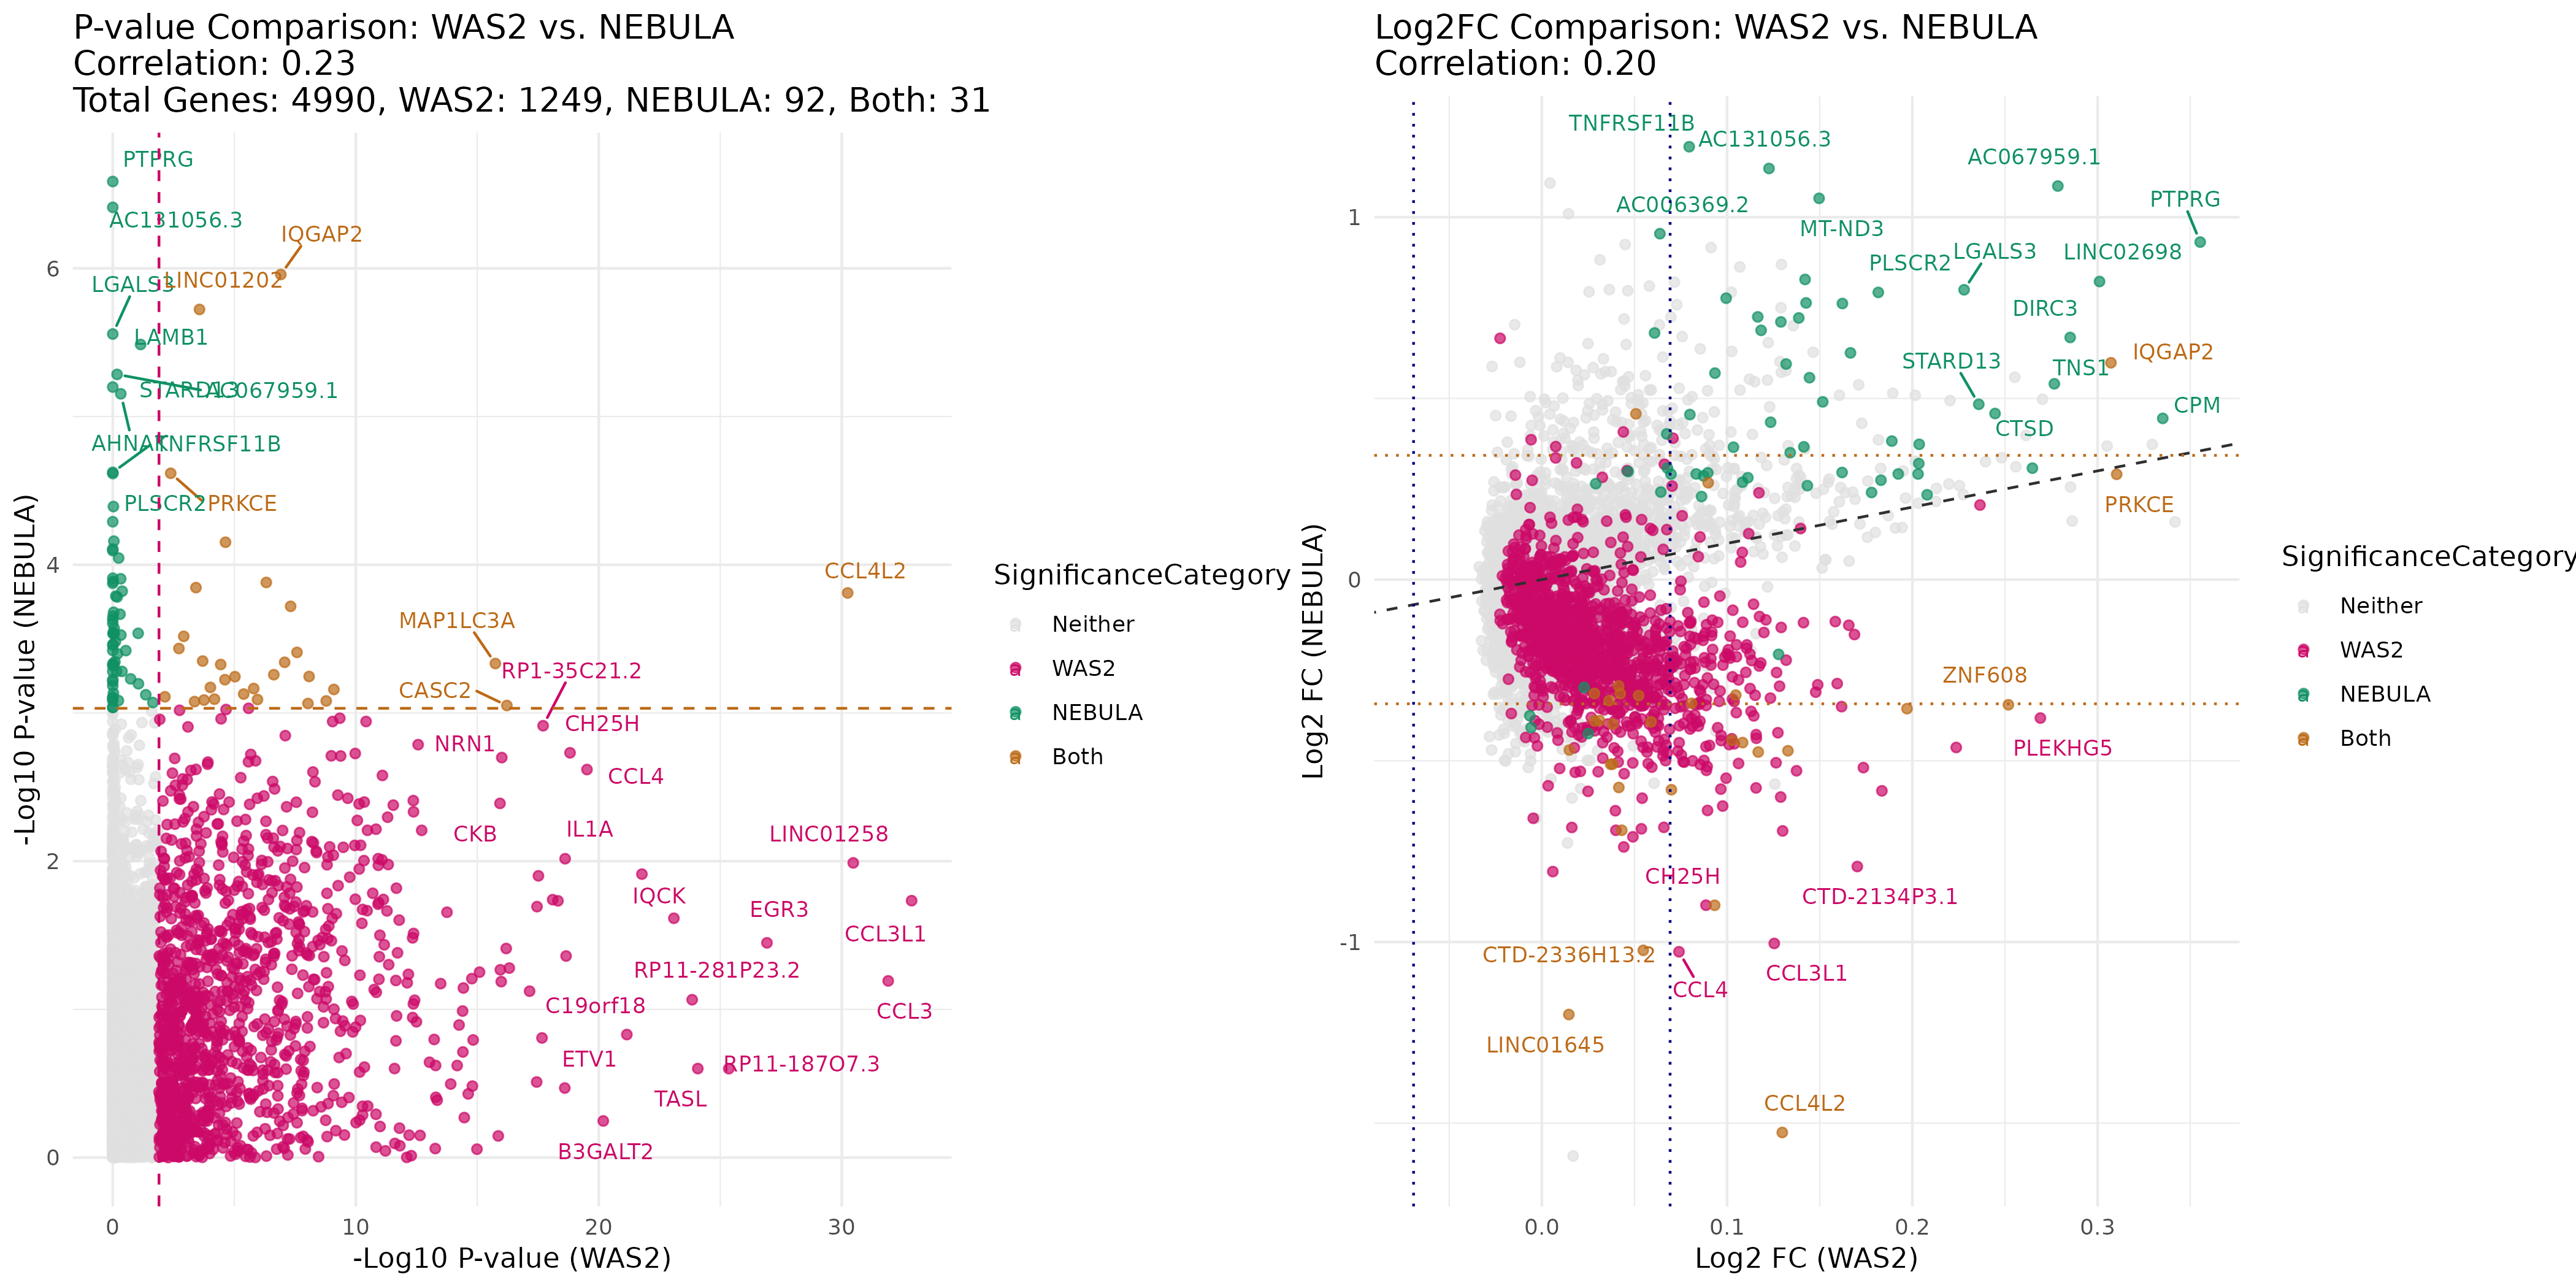 P-value Comparison: WAS2 vs. NEBULA
Correlation: 0.23
Total Genes: 4990, WAS2: 1249, NEBULA: 92, Both: 31
PTPRG
AC131056.3
IQGAP2
LINC01202
LGALS3
LAMB1
STARD13
AC067959.1
AHNAK
TNFRSF11B
PLSCR2
PRKCE
CCL4L2
MAP1LC3A
RP1-35C21.2
CASC2
CH25H
NRN1
CCL4
CKB
IL1A
LINC01258
IQCK
EGR3
CCL3L1
RP11-281P23.2
C19orf18
CCL3
ETV1
RP11-187O7.3
TASL
B3GALT2
6
4
2
0
0
10
20
30
-Log10 P-value (NEBULA)
-Log10 P-value (WAS2)
SignificanceCategory
Neither
WAS2
NEBULA
Both
Log2FC Comparison: WAS2 vs. NEBULA
Correlation: 0.20
TNFRSF11B
AC131056.3
AC067959.1
PTPRG
AC006369.2
MT-ND3
PLSCR2
LGALS3
LINC02698
DIRC3
STARD13
TNS1
IQGAP2
CPM
CTSD
PRKCE
ZNF608
PLEKHG5
CH25H
CTD-2134P3.1
CTD-2336H13.2
CCL4
CCL3L1
LINC01645
CCL4L2
1
0
-1
0.0
0.1
0.2
0.3
Log2 FC (NEBULA)
Log2 FC (WAS2)
SignificanceCategory
Neither
WAS2
NEBULA
Both